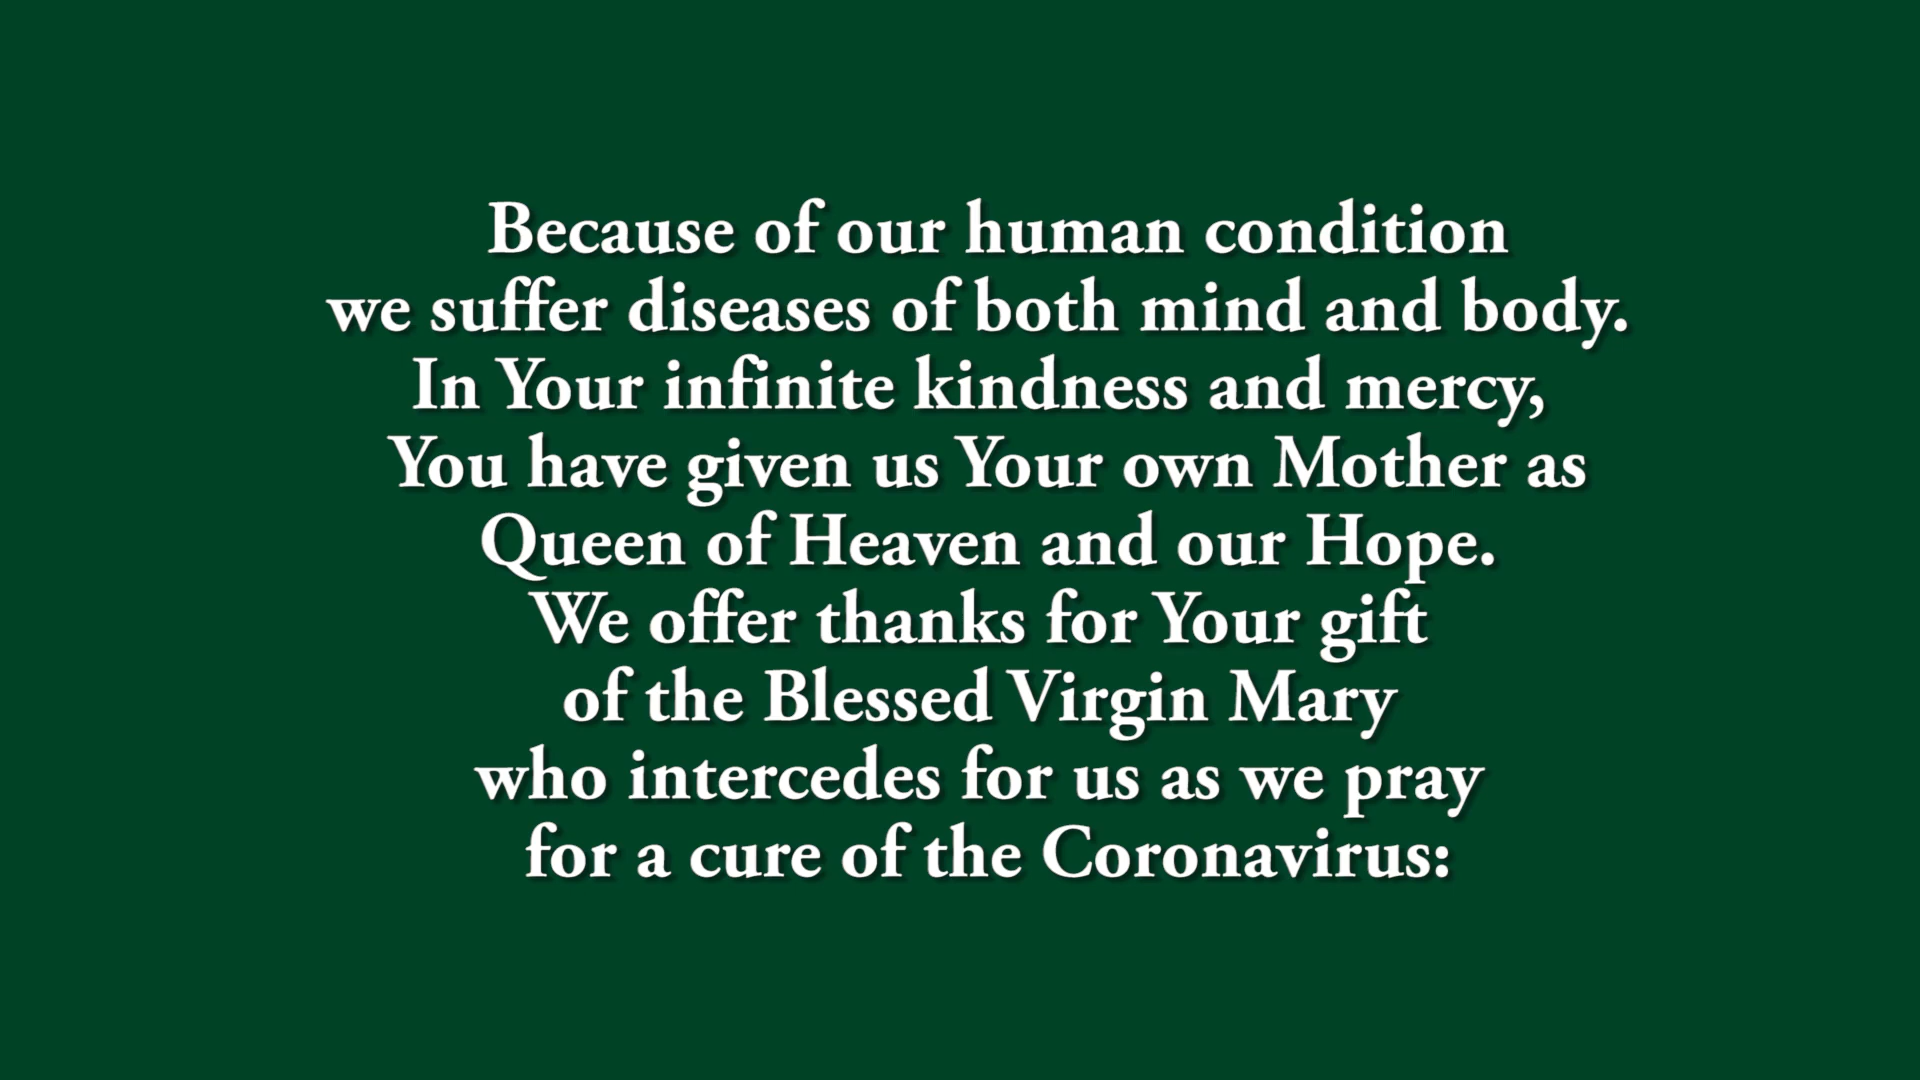 Because of our human condition
we suffer diseases of both mind and body.
In Your infinite kindness and mercy,
You have given us Your own Mother as
Queen of Heaven and our Hope.
We offer thanks for Your gift
of the Blessed Virgin Mary
who intercedes for us as we pray
for a cure of the Coronavirus: